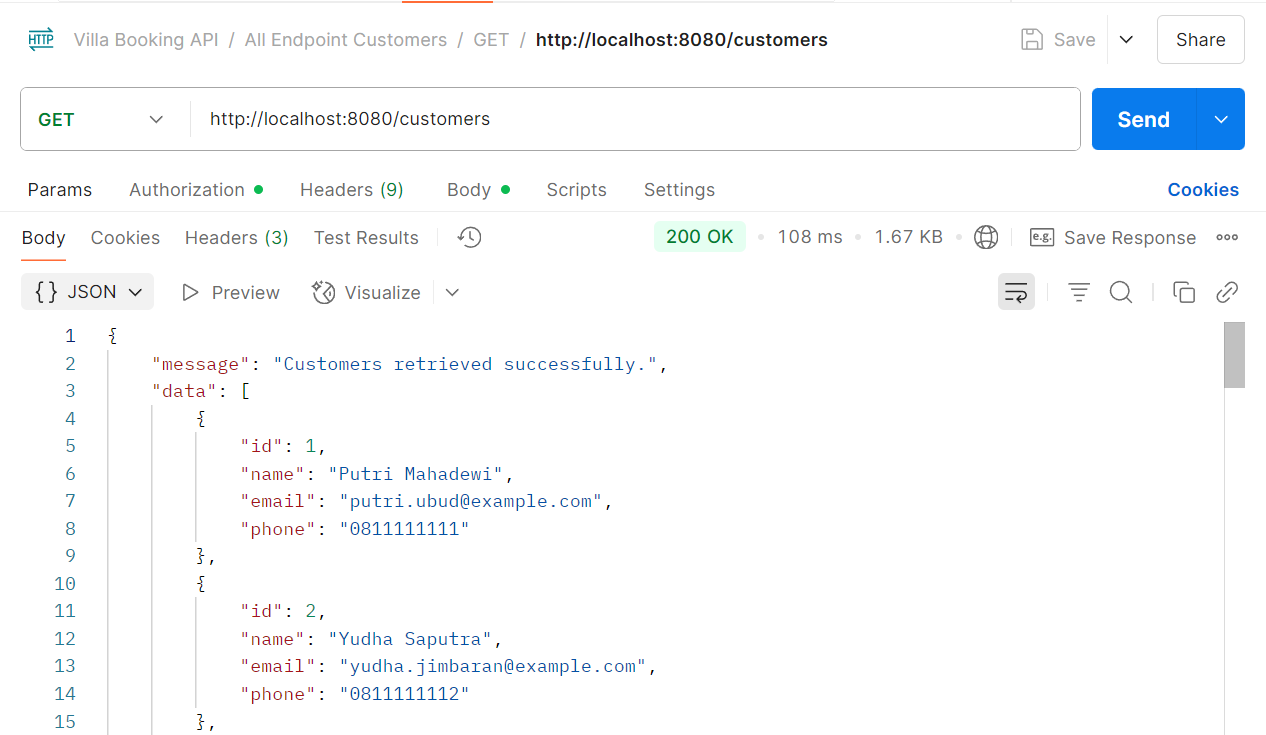 HTTP Villa Booking API / All Endpoint Customers / GET / http://localhost:8080/customers Save Share
GET http://localhost:8080/customers Send
Params Authorization Headers (9) Body Scripts Settings Cookies
Body Cookies Headers (3) Test Results 200 OK • 108 ms • 1.67 KB • e.g. Save Response
{} JSON Preview Visualize
1 {
2 "message": "Customers retrieved successfully.",
3 "data": [
4 {
5 "id": 1,
6 "name": "Putri Mahadewi",
7 "email": "putri.ubud@example.com",
8 "phone": "0811111111"
9 },
10 {
11 "id": 2,
12 "name": "Yudha Saputra",
13 "email": "yudha.jimbaran@example.com",
14 "phone": "0811111112"
15 },